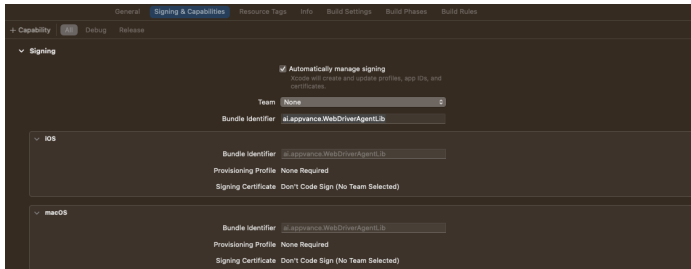 General Signing & Capabilities Resource Tags Info Build Settings Build Phases Build Rules
+ Capability All Debug Release
Signing
Automatically manage signing
Xcode will create and update profiles, app IDs, and
certificates.
Team None
Bundle Identifier ai.appvance.WebDriverAgentLib
iOS
Bundle Identifier ai.appvance.WebDriverAgentLib
Provisioning Profile None Required
Signing Certificate Don't Code Sign (No Team Selected)
macOS
Bundle Identifier ai.appvance.WebDriverAgentLib
Provisioning Profile None Required
Signing Certificate Don't Code Sign (No Team Selected)